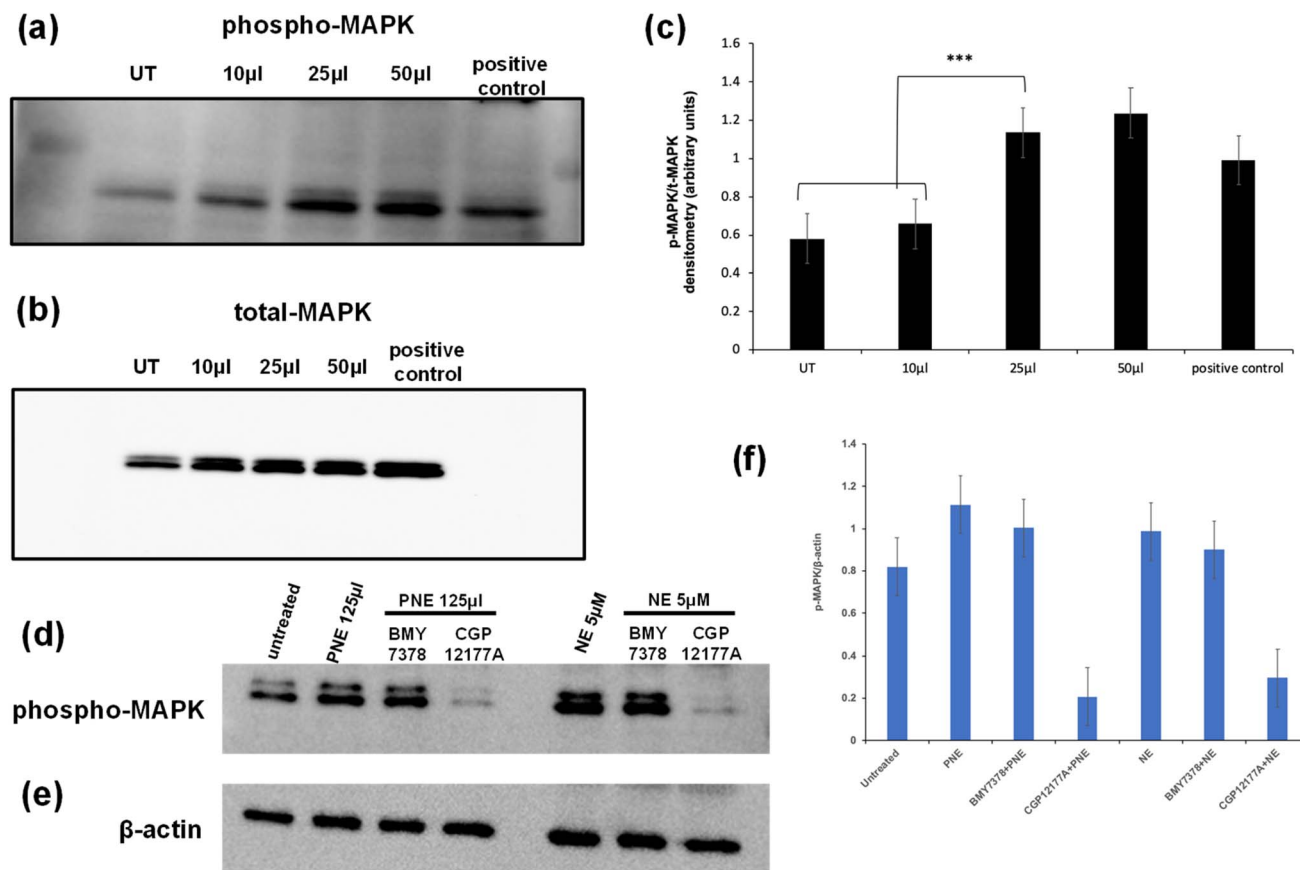 (a)
phospho-MAPK
UT 10µl 25µl 50µl positive control
(b)
total-MAPK
UT 10µl 25µl 50µl positive control
(c)
1.6
1.4
1.2
1
0.8
0.6
0.4
0.2
0
p-MAPK/t-MAPK
densitometry (arbitrary units)
***
UT 10µl 25µl 50µl positive control
(d)
untreated
PNE 125µl
PNE 125µl
BMY
7378
CGP
12177A
NE 5µM
NE 5µM
BMY
7378
CGP
12177A
phospho-MAPK
(e)
β-actin
(f)
1.4
1.2
1
0.8
0.6
0.4
0.2
0
p-MAPK/β-actin
Untreated
PNE
BMY7378+PNE
CGP12177A+PNE
NE
BMY7378+NE
CGP12177A+NE